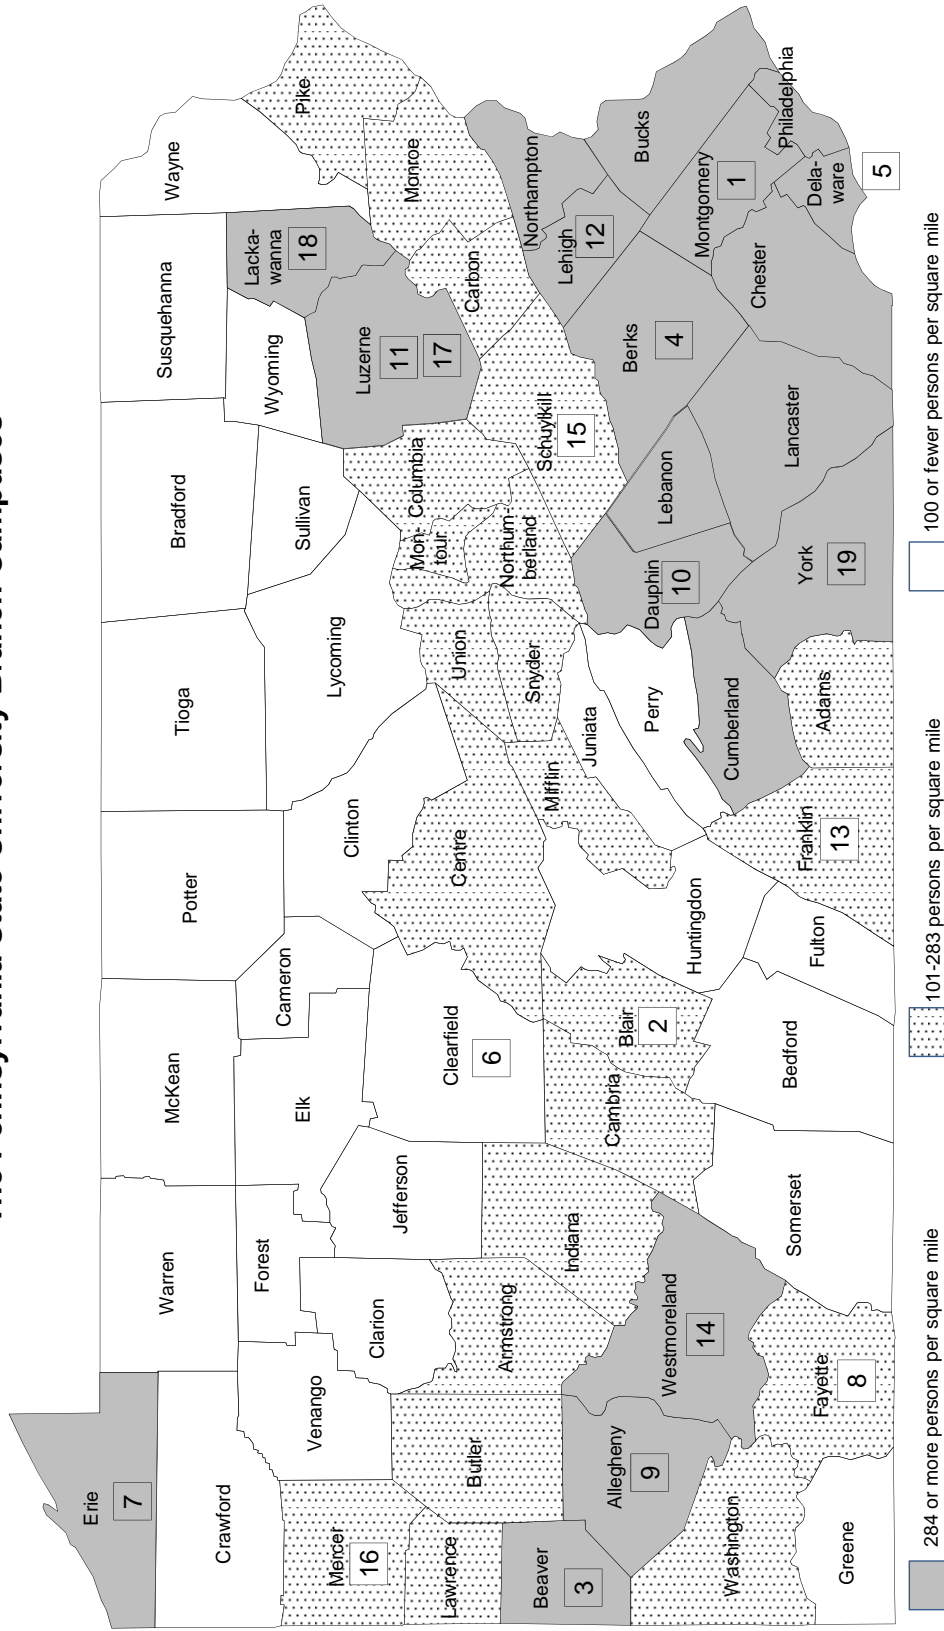 The Pennsylvania State University Branch Campuses
Erie
7
Crawford
Warren
McKean
Potter
Tioga
Bradford
Susquehanna
Wayne
Forest
Elk
Cameron
Sullivan
Wyoming
Lacka-
wanna
18
Pike
Mercer
16
Venango
Clarion
Jefferson
Clinton
Lycoming
Luzerne
11
17
Monroe
Lawrence
Butler
Armstrong
Clearfield
6
Centre
Union
Mon-
tour
Columbia
Carbon
Northum-
berland
Snyder
Schuylkill
15
Northampton
Lehigh
12
Beaver
3
Allegheny
9
Indiana
Cambria
Blair
2
Mifflin
Juniata
Perry
Dauphin
10
Lebanon
Berks
4
Bucks
Westmoreland
14
Huntingdon
Cumberland
Montgomery
1
Philadelphia
Washington
Greene
Fayette
8
Somerset
Bedford
Fulton
Franklin
13
Adams
York
19
Lancaster
Chester
Dela-
ware
5
284 or more persons per square mile
101-283 persons per square mile
100 or fewer persons per square mile